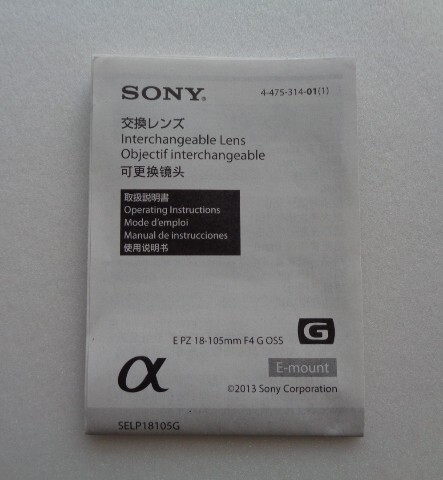 SONY®
4-475-314-01(1)
交換レンズ
Interchangeable Lens
Objectif interchangeable
可更换镜头
取扱説明書
Operating Instructions
Mode d'emploi
Manual de instrucciones
使用说明书
E PZ 18-105mm F4 G OSS
G
α
E-mount
©2013 Sony Corporation
SELP18105G